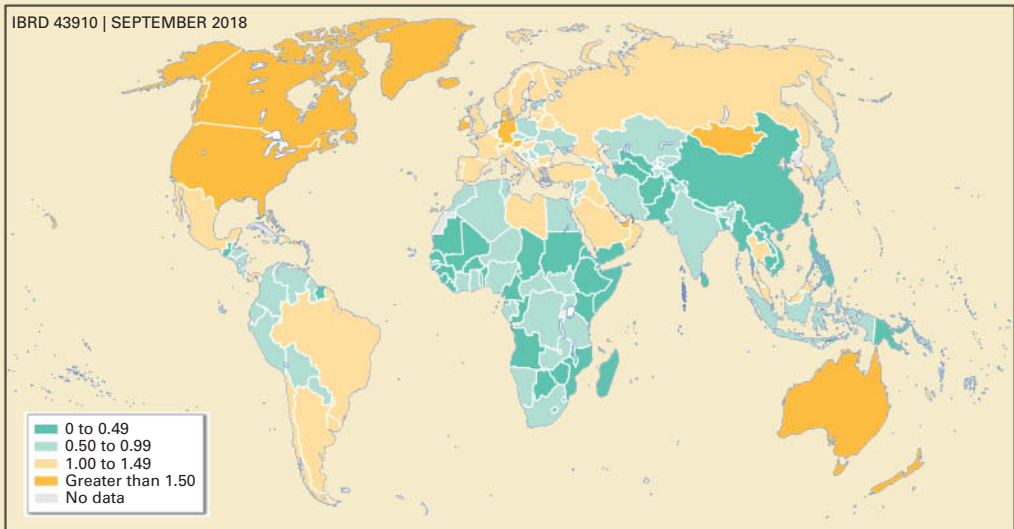 IBRD 43910 | SEPTEMBER 2018
0 to 0.49
0.50 to 0.99
1.00 to 1.49
Greater than 1.50
No data